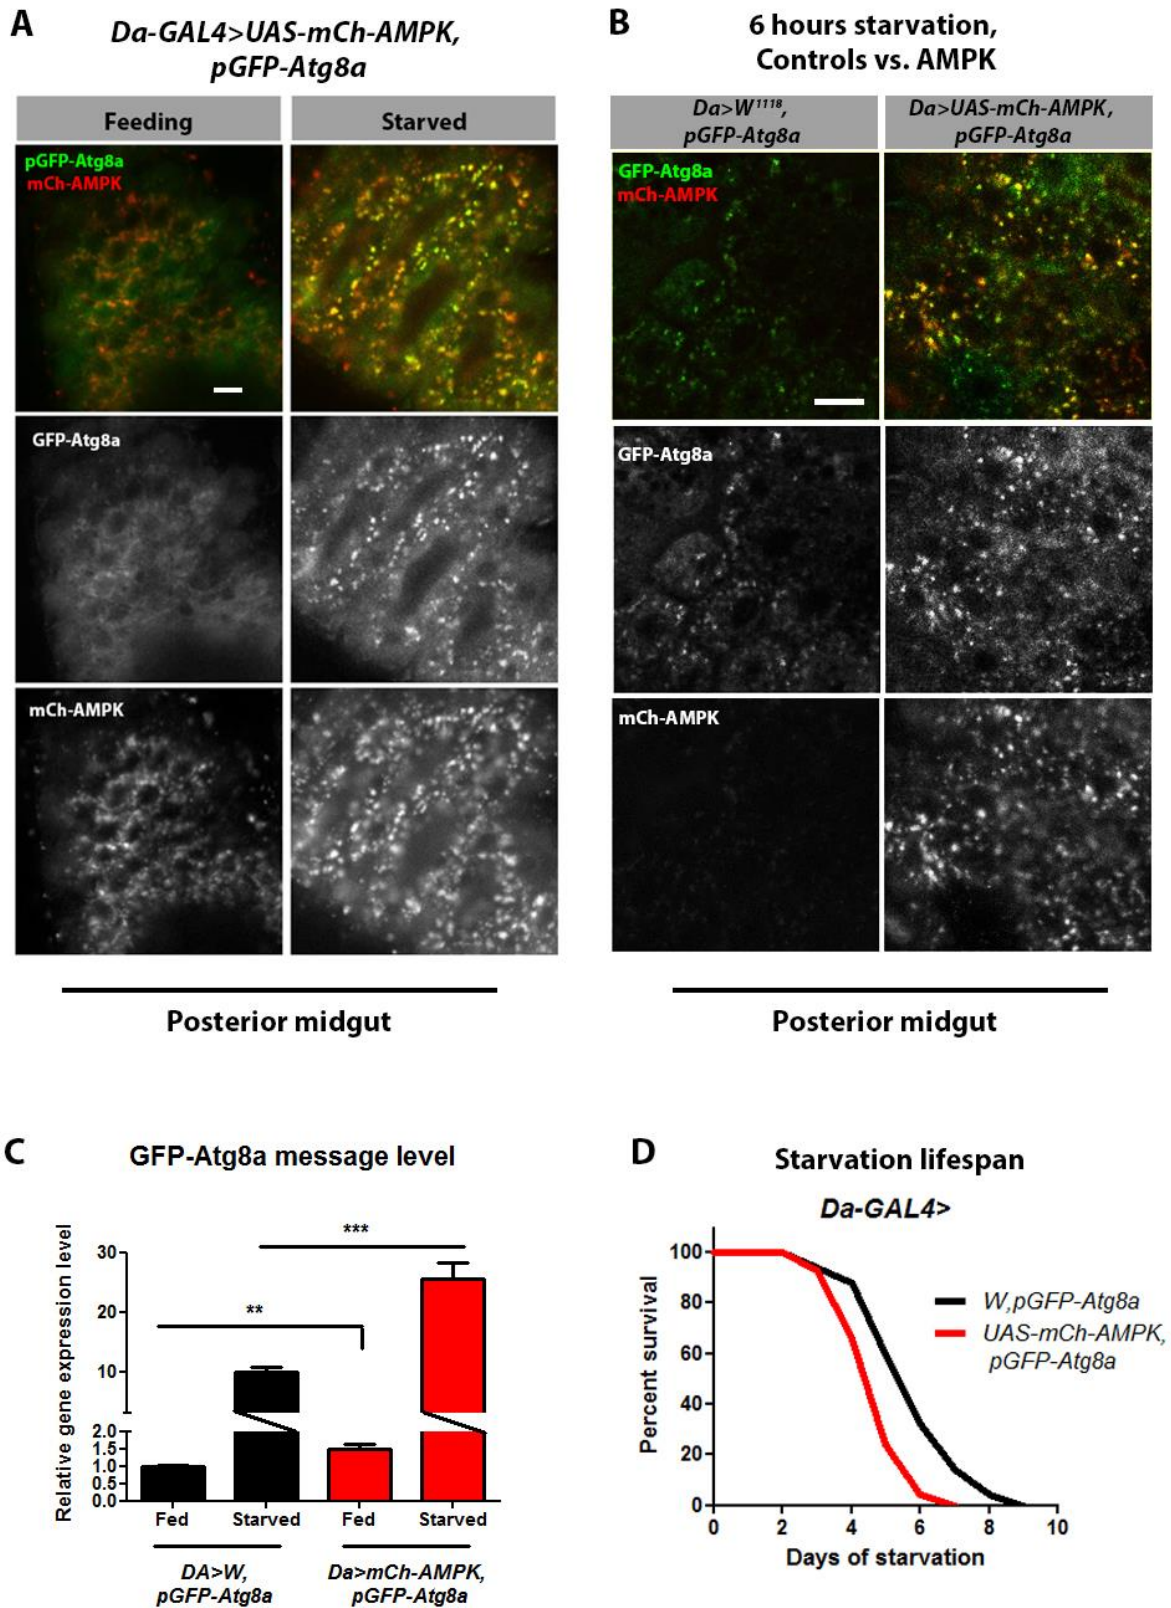 A
Da-GAL4>UAS-mCh-AMPK,
pGFP-Atg8a
Feeding
Starved
pGFP-Atg8a
mCh-AMPK
GFP-Atg8a
mCh-AMPK
Posterior midgut
B
6 hours starvation,
Controls vs. AMPK
Da>W¹¹¹⁸,
pGFP-Atg8a
Da>UAS-mCh-AMPK,
pGFP-Atg8a
GFP-Atg8a
mCh-AMPK
GFP-Atg8a
mCh-AMPK
Posterior midgut
C
GFP-Atg8a message level
Relative gene expression level
30
20
10
2.0
1.5
1.0
0.5
0.0
**
***
Fed
Starved
Fed
Starved
DA>W,
pGFP-Atg8a
Da>mCh-AMPK,
pGFP-Atg8a
D
Starvation lifespan
Da-GAL4>
Percent survival
100
80
60
40
20
0
0 2 4 6 8 10
Days of starvation
W,pGFP-Atg8a
UAS-mCh-AMPK,
pGFP-Atg8a